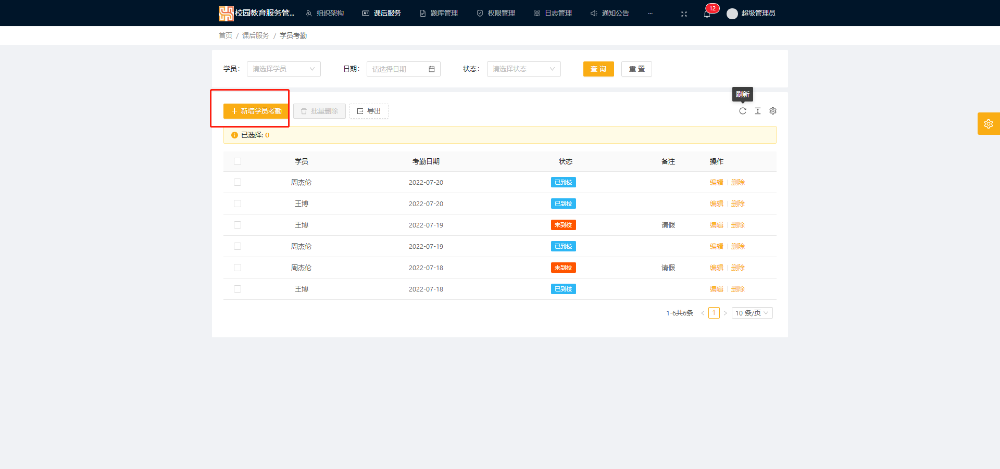 校园教育服务管... 组织架构 课后服务 题库管理 权限管理 日志管理 通知公告 ··· 12 超级管理员
首页 / 课后服务 / 学员考勤
学员: 请选择学员 日期: 请选择日期 状态: 请选择状态 查 询 重 置
刷新
新增学员考勤 批量删除 导出
已选择: 0
学员 考勤日期 状态 备注 操作
周杰伦 2022-07-20 已到校 编辑 删除
王博 2022-07-20 已到校 编辑 删除
王博 2022-07-19 未到校 请假 编辑 删除
周杰伦 2022-07-19 已到校 编辑 删除
周杰伦 2022-07-18 未到校 请假 编辑 删除
王博 2022-07-18 已到校 编辑 删除
1-6共6条 < 1 > 10 条/页